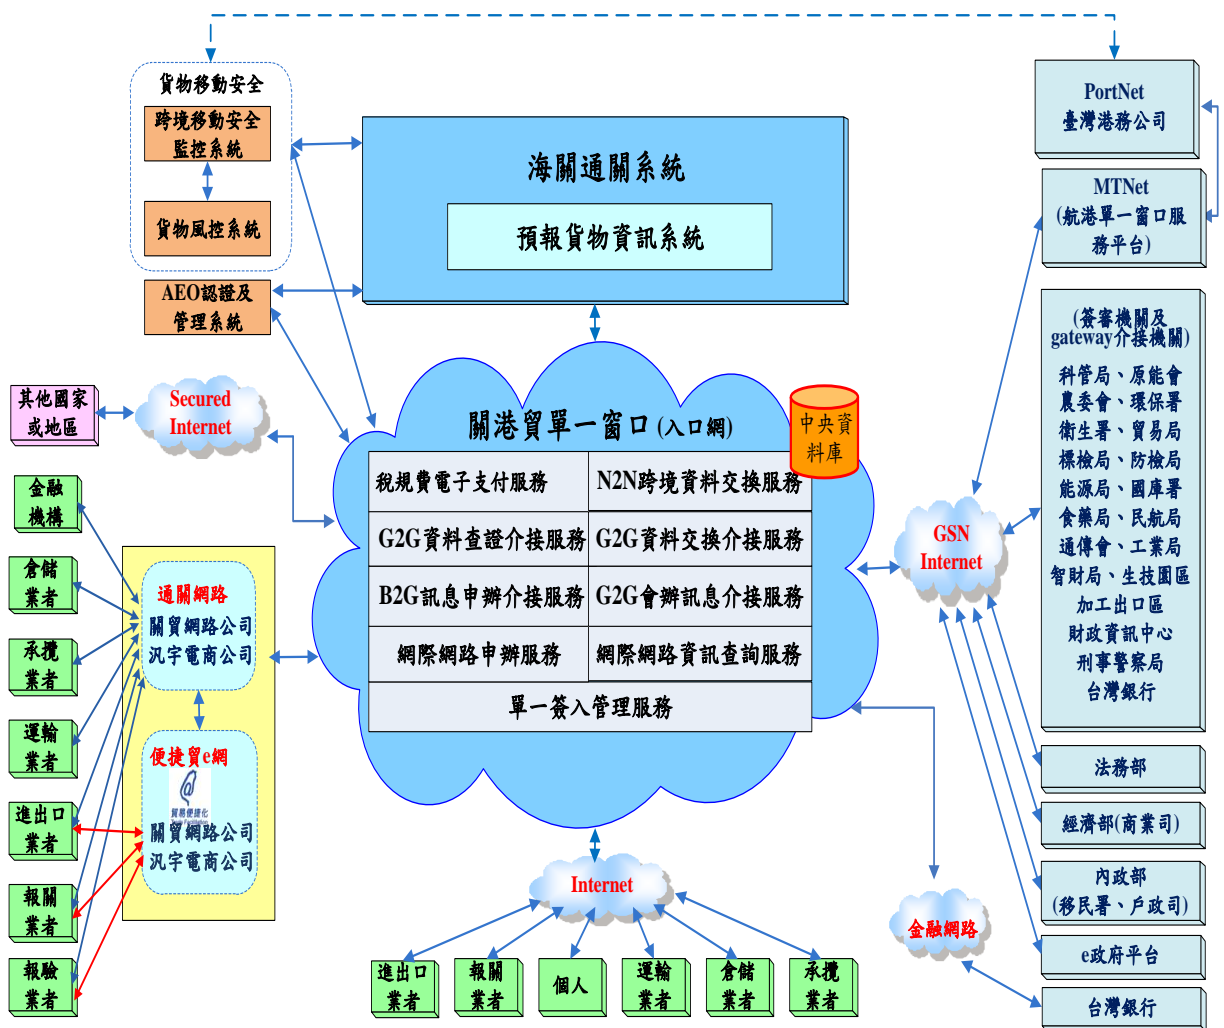 貨物移動安全
跨境移動安全
監控系統
貨物風控系統
AEO認證及
管理系統
海關通關系統
預報貨物資訊系統
PortNet
臺灣港務公司
MTNet
(航港單一窗口服
務平台)
(簽審機關及
gateway介接機關)
科管局、原能會
農委會、環保署
衛生署、貿易局
標檢局、防檢局
能源局、國庫署
食藥局、民航局
通傳會、工業局
智財局、生技園區
加工出口區
財政資訊中心
刑事警察局
台灣銀行
其他國家
或地區
Secured
Internet
關港貿單一窗口 (入口網)
中央資
料庫
稅規費電子支付服務
N2N跨境資料交換服務
G2G資料查證介接服務
G2G資料交換介接服務
B2G訊息申辦介接服務
G2G會辦訊息介接服務
網際網路申辦服務
網際網路資訊查詢服務
單一簽入管理服務
GSN
Internet
金融
機構
倉儲
業者
承攬
業者
運輸
業者
進出口
業者
報關
業者
報驗
業者
通關網路
關貿網路公司
汎宇電商公司
便捷貿e網
貿易便捷化
Trade Facilitation
關貿網路公司
汎宇電商公司
法務部
經濟部(商業司)
內政部
(移民署、戶政司)
e政府平台
台灣銀行
金融網路
Internet
進出口
業者
報關
業者
個人
運輸
業者
倉儲
業者
承攬
業者